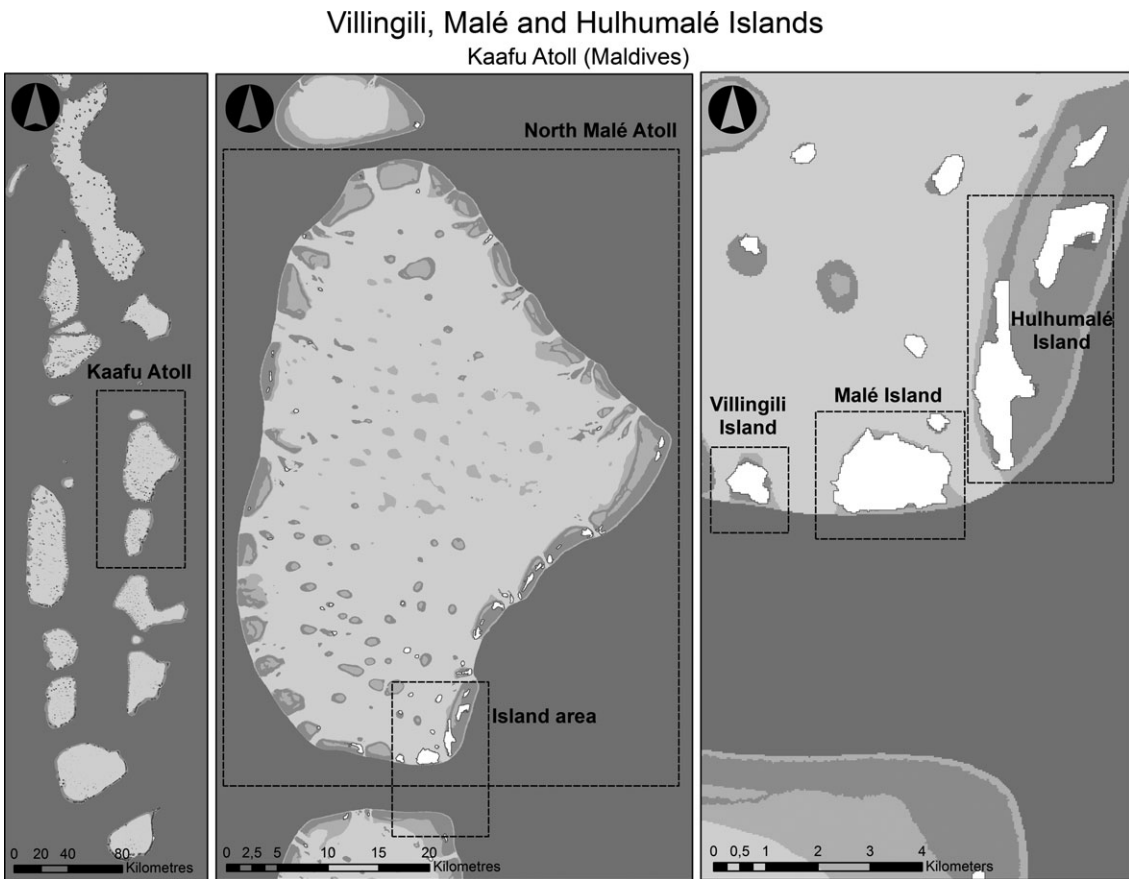 Villingili, Malé and Hulhumalé Islands
Kaafu Atoll (Maldives)
Kaafu Atoll
0 20 40 80
Kilometres
North Malé Atoll
Island area
0 2,5 5 10 15 20
Kilometres
Hulhumalé
Island
Malé Island
Villingili
Island
0 0,5 1 2 3 4
Kilometers